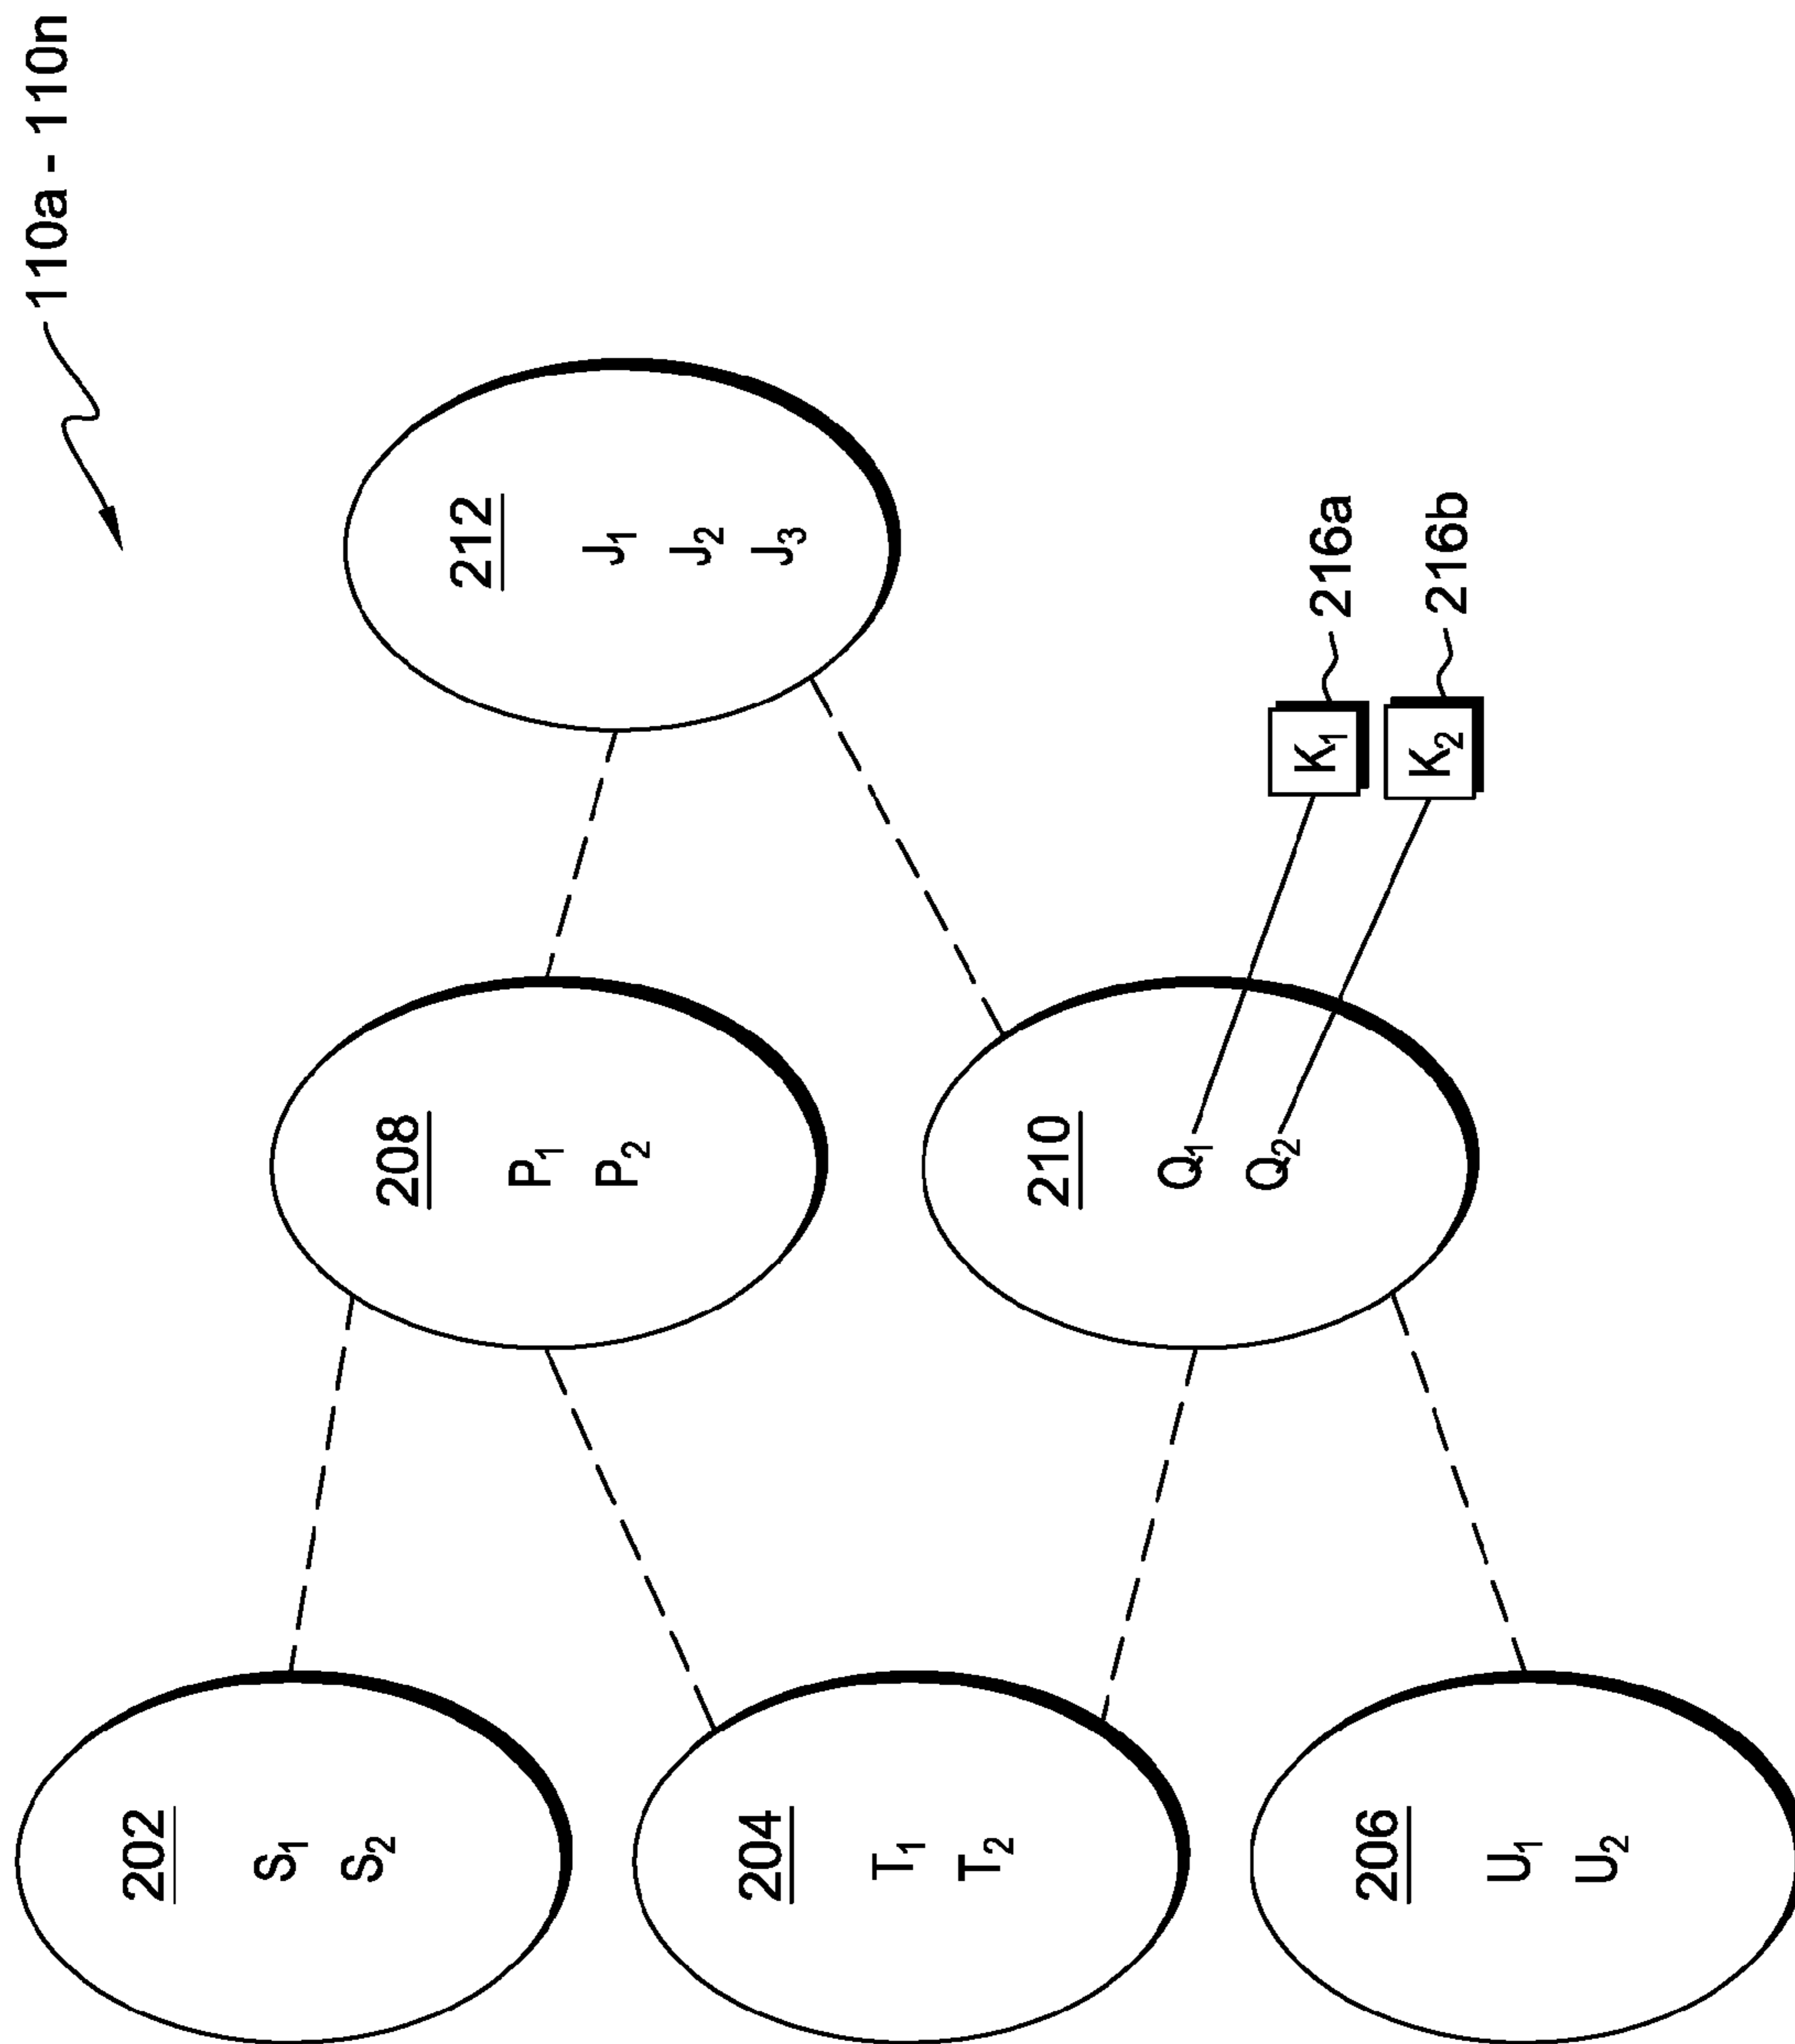 110a - 110n
212
J₁
J₂
J₃
208
P₁
P₂
210
Q₁
Q₂
K₁
216a
K₂
216b
202
S₁
S₂
204
T₁
T₂
206
U₁
U₂